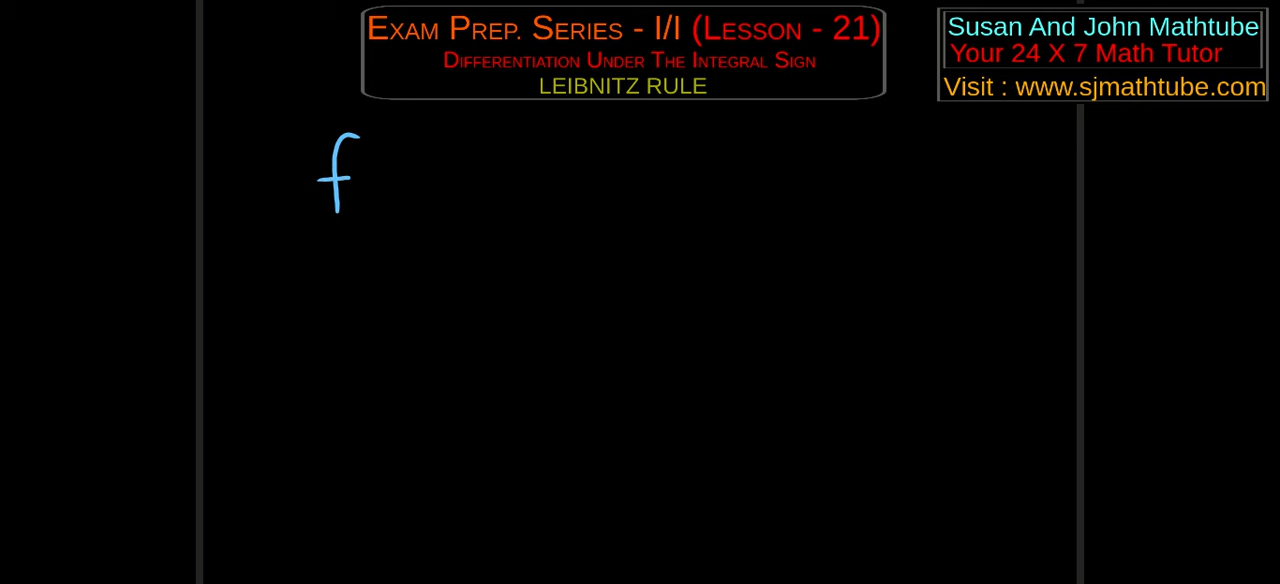 Exam Prep. Series - I/I (Lesson - 21)
Differentiation Under The Integral Sign
LEIBNITZ RULE
Susan And John Mathtube
Your 24 X 7 Math Tutor
Visit : www.sjmathtube.com
f